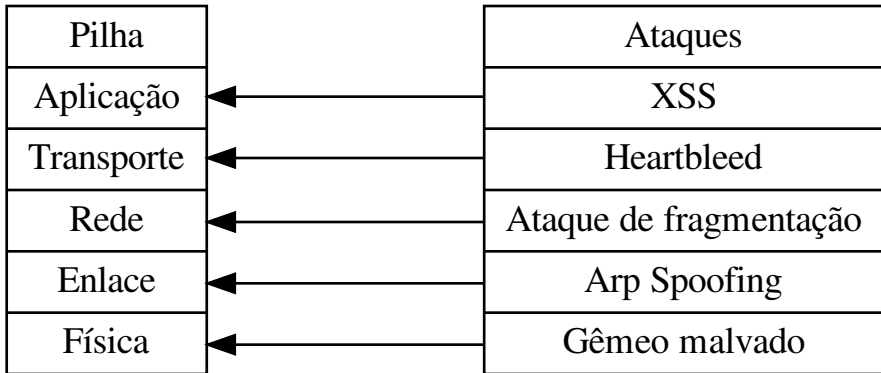 Pilha
Aplicação
Transporte
Rede
Enlace
Física
Ataques
XSS
Heartbleed
Ataque de fragmentação
Arp Spoofing
Gêmeo malvado